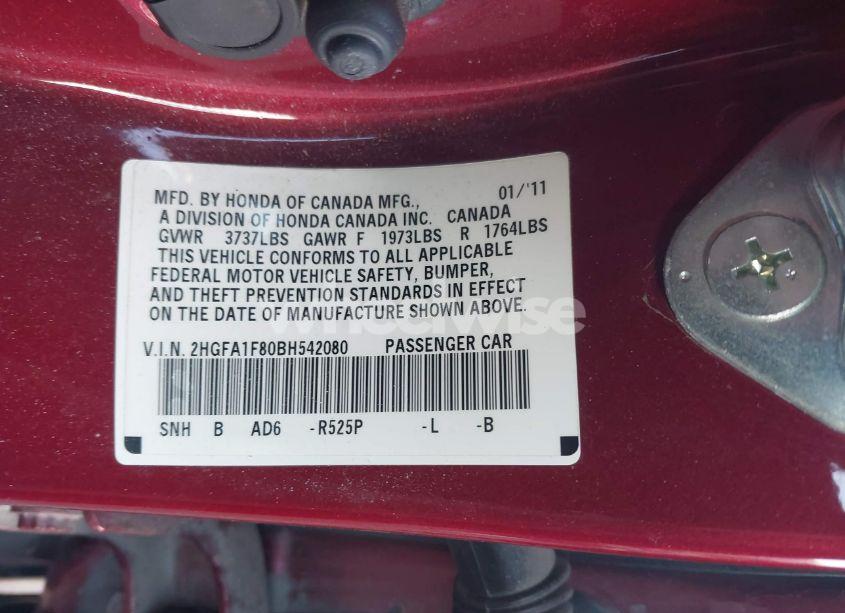 MFD. BY HONDA OF CANADA MFG., 01/'11
A DIVISION OF HONDA CANADA INC. CANADA
GVWR 3737LBS GAWR F 1973LBS R 1764LBS
THIS VEHICLE CONFORMS TO ALL APPLICABLE
FEDERAL MOTOR VEHICLE SAFETY, BUMPER,
AND THEFT PREVENTION STANDARDS IN EFFECT
ON THE DATE OF MANUFACTURE SHOWN ABOVE.
wheelwise
V.I.N. 2HGFA1F80BH542080 PASSENGER CAR
SNH B AD6 -R525P -L -B